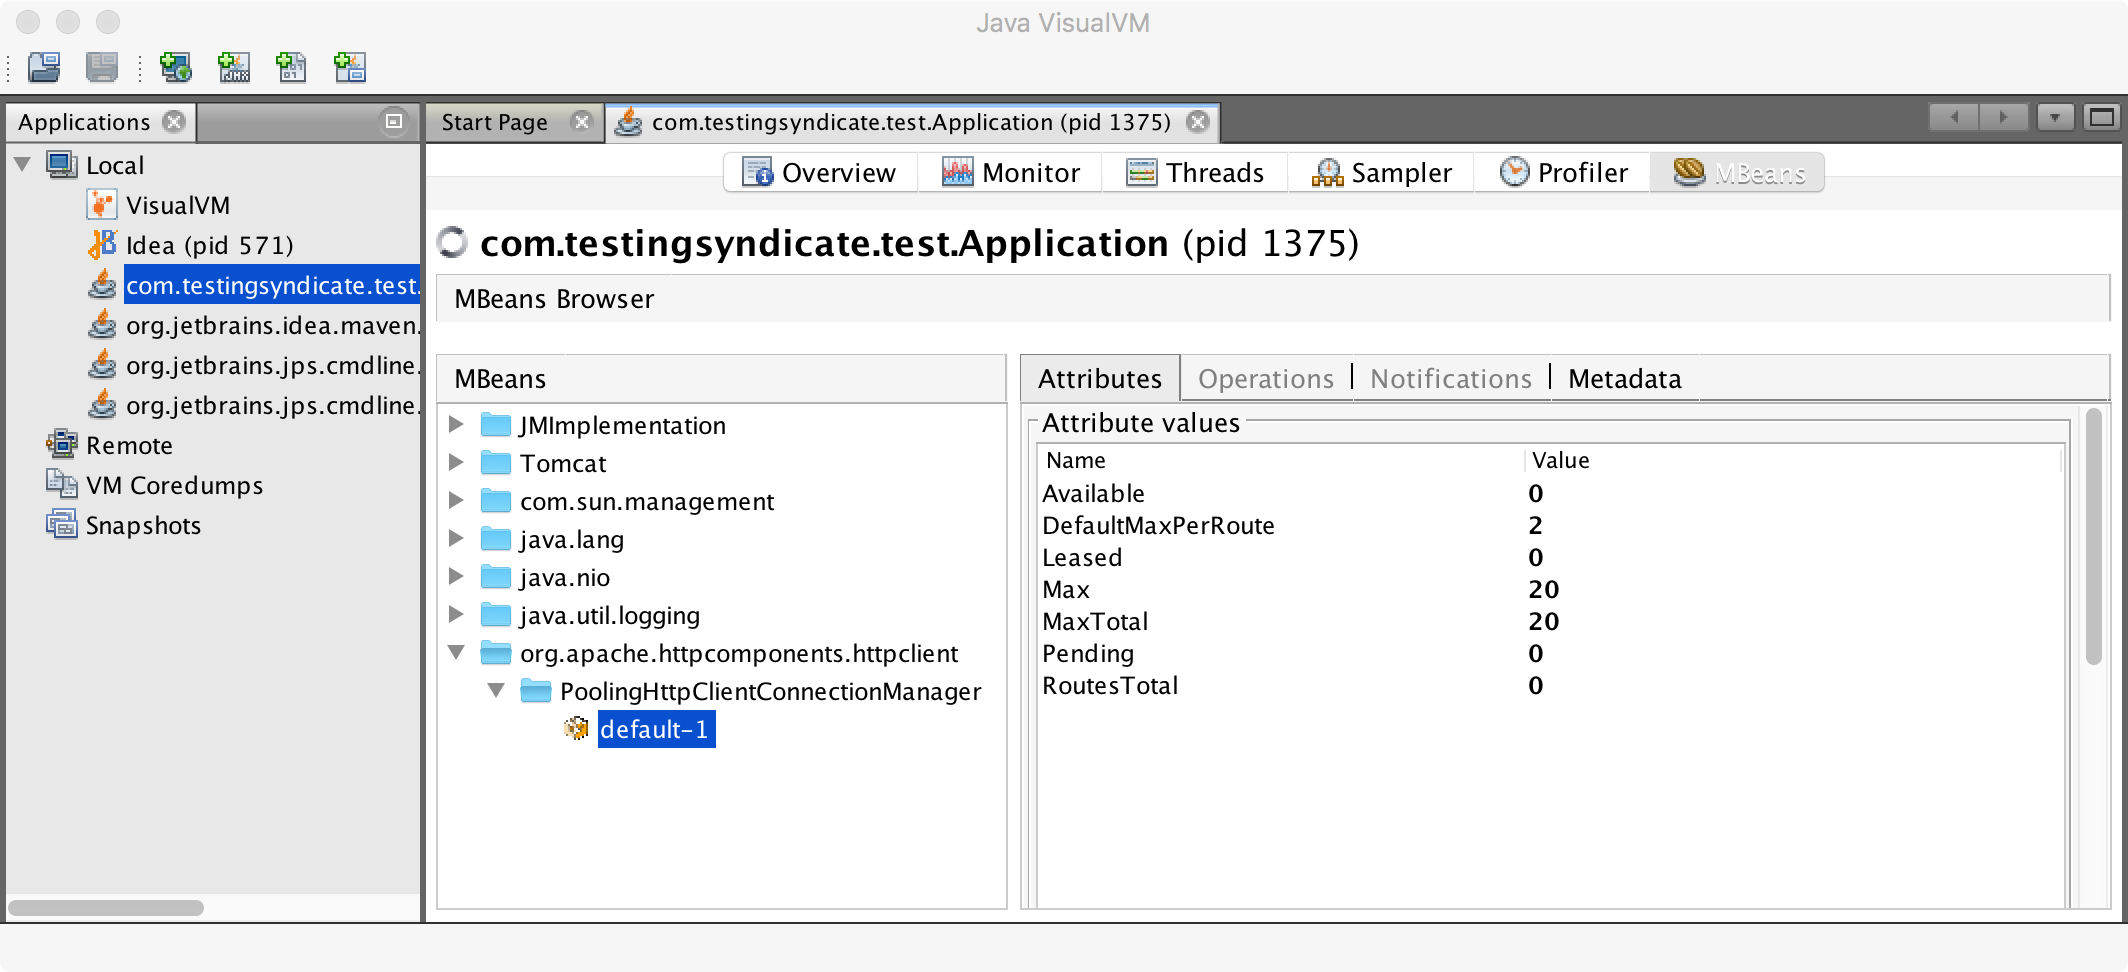 Java VisualVM
Applications
Start Page
com.testingsyndicate.test.Application (pid 1375)
Local
VisualVM
Idea (pid 571)
com.testingsyndicate.test.
org.jetbrains.idea.maven.
org.jetbrains.jps.cmdline.
org.jetbrains.jps.cmdline.
Remote
VM Coredumps
Snapshots
Overview
Monitor
Threads
Sampler
Profiler
MBeans
com.testingsyndicate.test.Application (pid 1375)
MBeans Browser
MBeans
JMImplementation
Tomcat
com.sun.management
java.lang
java.nio
java.util.logging
org.apache.httpcomponents.httpclient
PoolingHttpClientConnectionManager
default-1
Attributes
Operations
Notifications
Metadata
Attribute values
Name Value
Available 0
DefaultMaxPerRoute 2
Leased 0
Max 20
MaxTotal 20
Pending 0
RoutesTotal 0